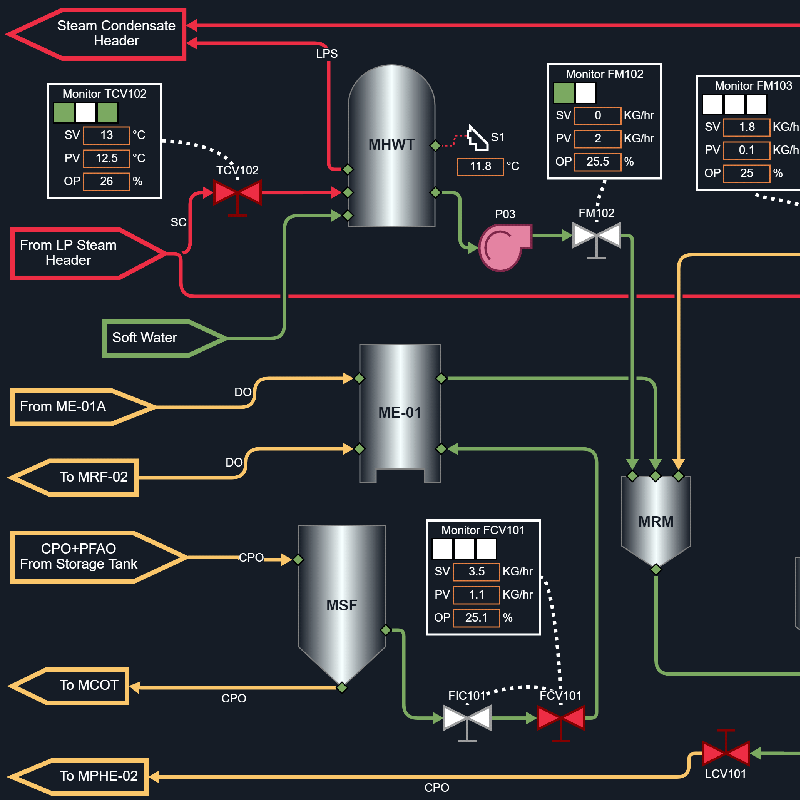 Steam Condensate
Header
LPS
Monitor TCV102
SV 13 °C
PV 12.5 °C
OP 26 %
TCV102
SC
From LP Steam
Header
Soft Water
MHWT
S1
11.8 °C
P03
Monitor FM102
SV 0 KG/hr
PV 2 KG/hr
OP 25.5 %
FM102
Monitor FM103
SV 1.8 KG/h
PV 0.1 KG/h
OP 25 %
From ME-01A
DO
ME-01
To MRF-02
DO
MRM
CPO+PFAO
From Storage Tank
CPO
MSF
Monitor FCV101
SV 3.5 KG/hr
PV 1.1 KG/hr
OP 25.1 %
To MCOT
CPO
FIC101
FCV101
To MPHE-02
CPO
LCV101